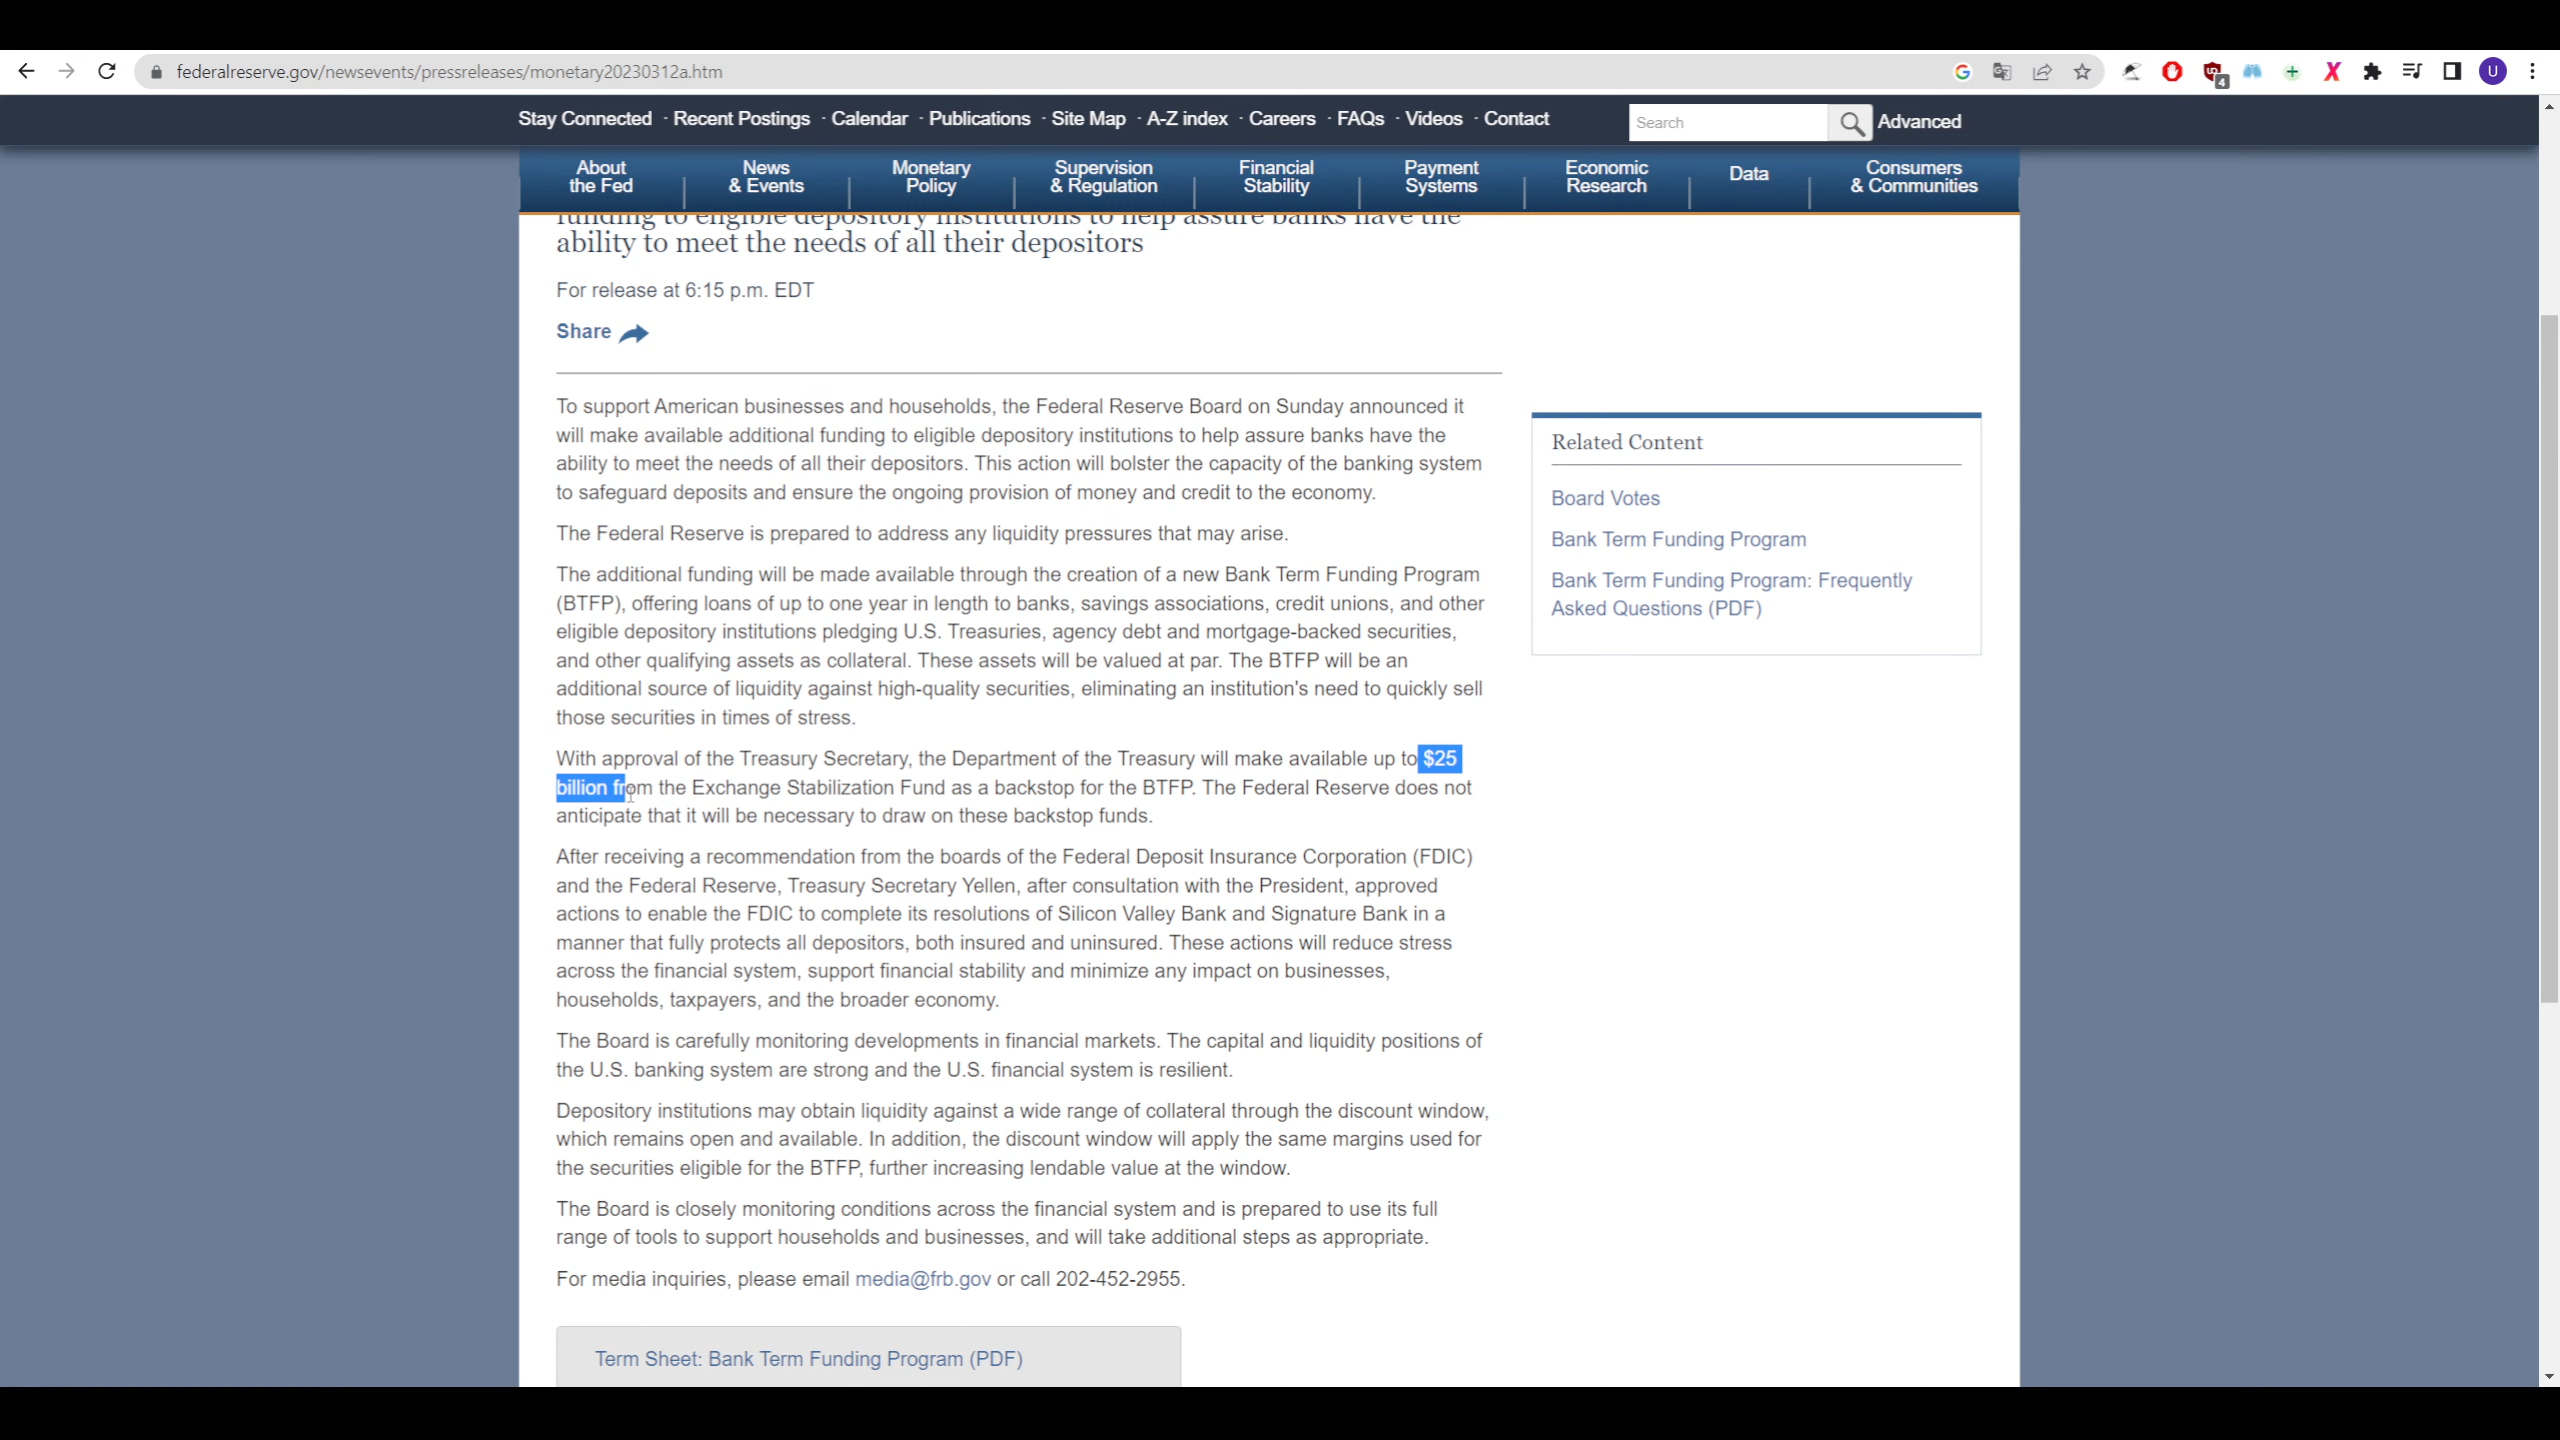 federalreserve.gov/newsevents/pressreleases/monetary20230312a.htm
4
U
Stay Connected · Recent Postings · Calendar · Publications · Site Map · A-Z index · Careers · FAQs · Videos · Contact
Search
Advanced
About
the Fed
News
& Events
Monetary
Policy
Supervision
& Regulation
Financial
Stability
Payment
Systems
Economic
Research
Data
Consumers
& Communities
funding to eligible depository institutions to help assure banks have the
ability to meet the needs of all their depositors
For release at 6:15 p.m. EDT
Share
To support American businesses and households, the Federal Reserve Board on Sunday announced it
will make available additional funding to eligible depository institutions to help assure banks have the
ability to meet the needs of all their depositors. This action will bolster the capacity of the banking system
to safeguard deposits and ensure the ongoing provision of money and credit to the economy.
The Federal Reserve is prepared to address any liquidity pressures that may arise.
The additional funding will be made available through the creation of a new Bank Term Funding Program
(BTFP), offering loans of up to one year in length to banks, savings associations, credit unions, and other
eligible depository institutions pledging U.S. Treasuries, agency debt and mortgage-backed securities,
and other qualifying assets as collateral. These assets will be valued at par. The BTFP will be an
additional source of liquidity against high-quality securities, eliminating an institution's need to quickly sell
those securities in times of stress.
With approval of the Treasury Secretary, the Department of the Treasury will make available up to $25
billion from the Exchange Stabilization Fund as a backstop for the BTFP. The Federal Reserve does not
anticipate that it will be necessary to draw on these backstop funds.
After receiving a recommendation from the boards of the Federal Deposit Insurance Corporation (FDIC)
and the Federal Reserve, Treasury Secretary Yellen, after consultation with the President, approved
actions to enable the FDIC to complete its resolutions of Silicon Valley Bank and Signature Bank in a
manner that fully protects all depositors, both insured and uninsured. These actions will reduce stress
across the financial system, support financial stability and minimize any impact on businesses,
households, taxpayers, and the broader economy.
The Board is carefully monitoring developments in financial markets. The capital and liquidity positions of
the U.S. banking system are strong and the U.S. financial system is resilient.
Depository institutions may obtain liquidity against a wide range of collateral through the discount window,
which remains open and available. In addition, the discount window will apply the same margins used for
the securities eligible for the BTFP, further increasing lendable value at the window.
The Board is closely monitoring conditions across the financial system and is prepared to use its full
range of tools to support households and businesses, and will take additional steps as appropriate.
For media inquiries, please email media@frb.gov or call 202-452-2955.
Term Sheet: Bank Term Funding Program (PDF)
Related Content
Board Votes
Bank Term Funding Program
Bank Term Funding Program: Frequently
Asked Questions (PDF)